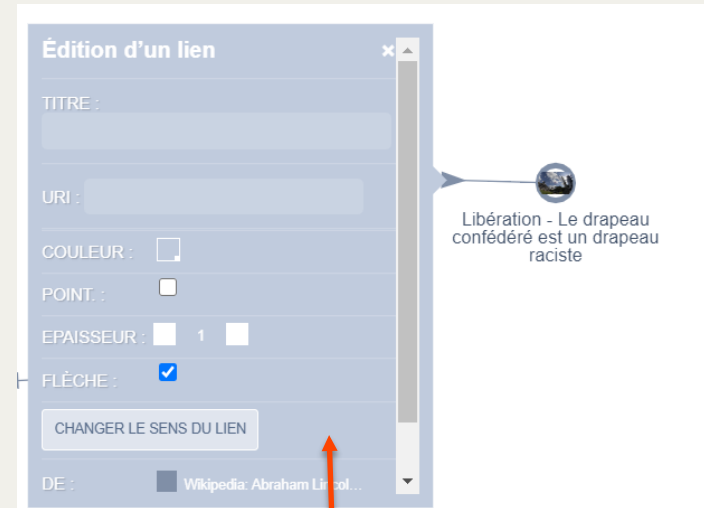 Édition d'un lien
TITRE :
URI :
COULEUR :
POINT. :
EPAISSEUR : 1
FLÈCHE :
CHANGER LE SENS DU LIEN
DE : Wikipedia: Abraham Lincol...
Libération - Le drapeau
confédéré est un drapeau
raciste